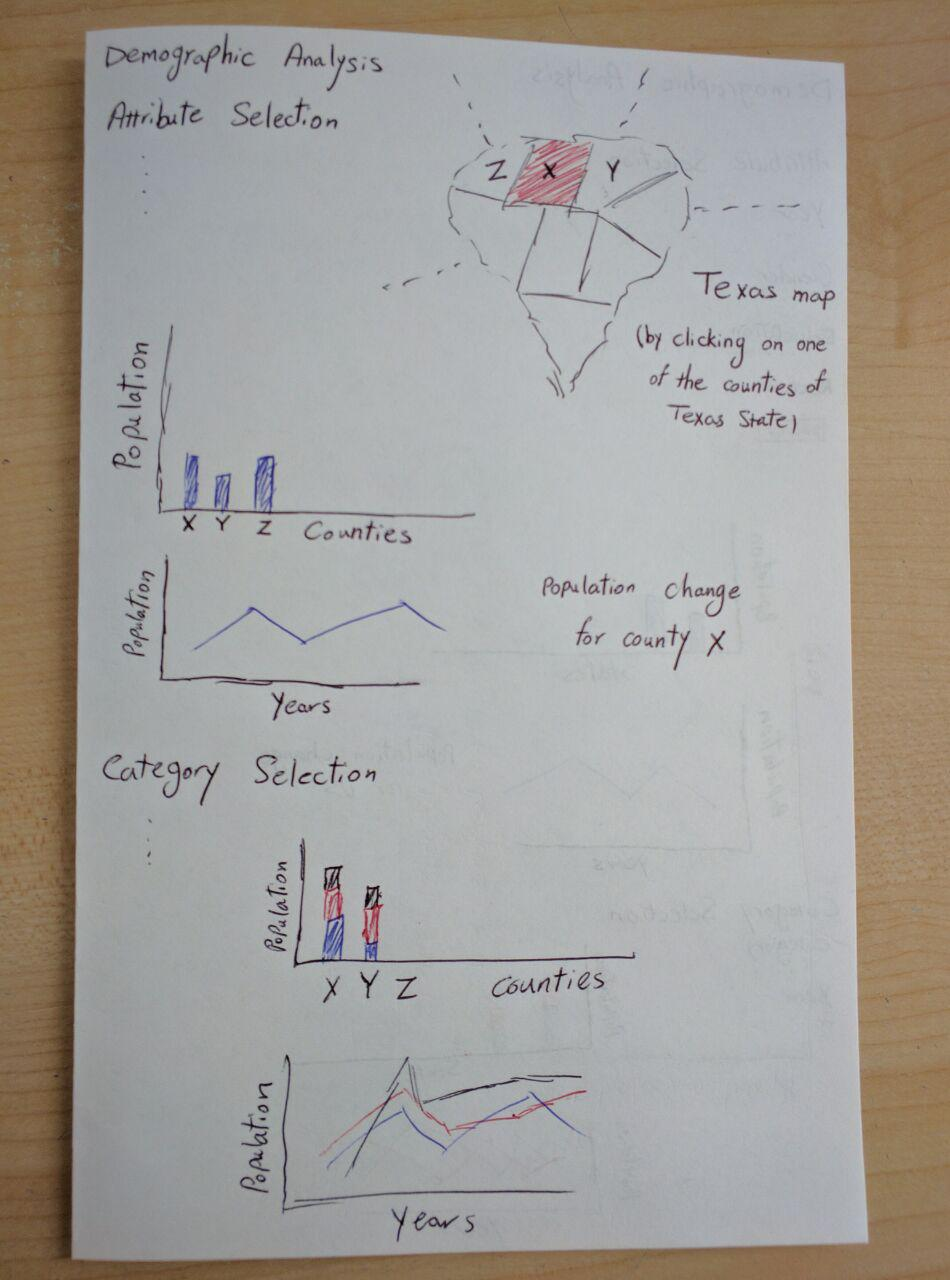 Demographic Analysis
Attribute Selection
Z X Y
Texas map
(by clicking on one
of the counties of
Texas State)
Population
X Y Z Counties
Population
Years
Population change
for county X
Category Selection
Population
X Y Z Counties
Population
Years